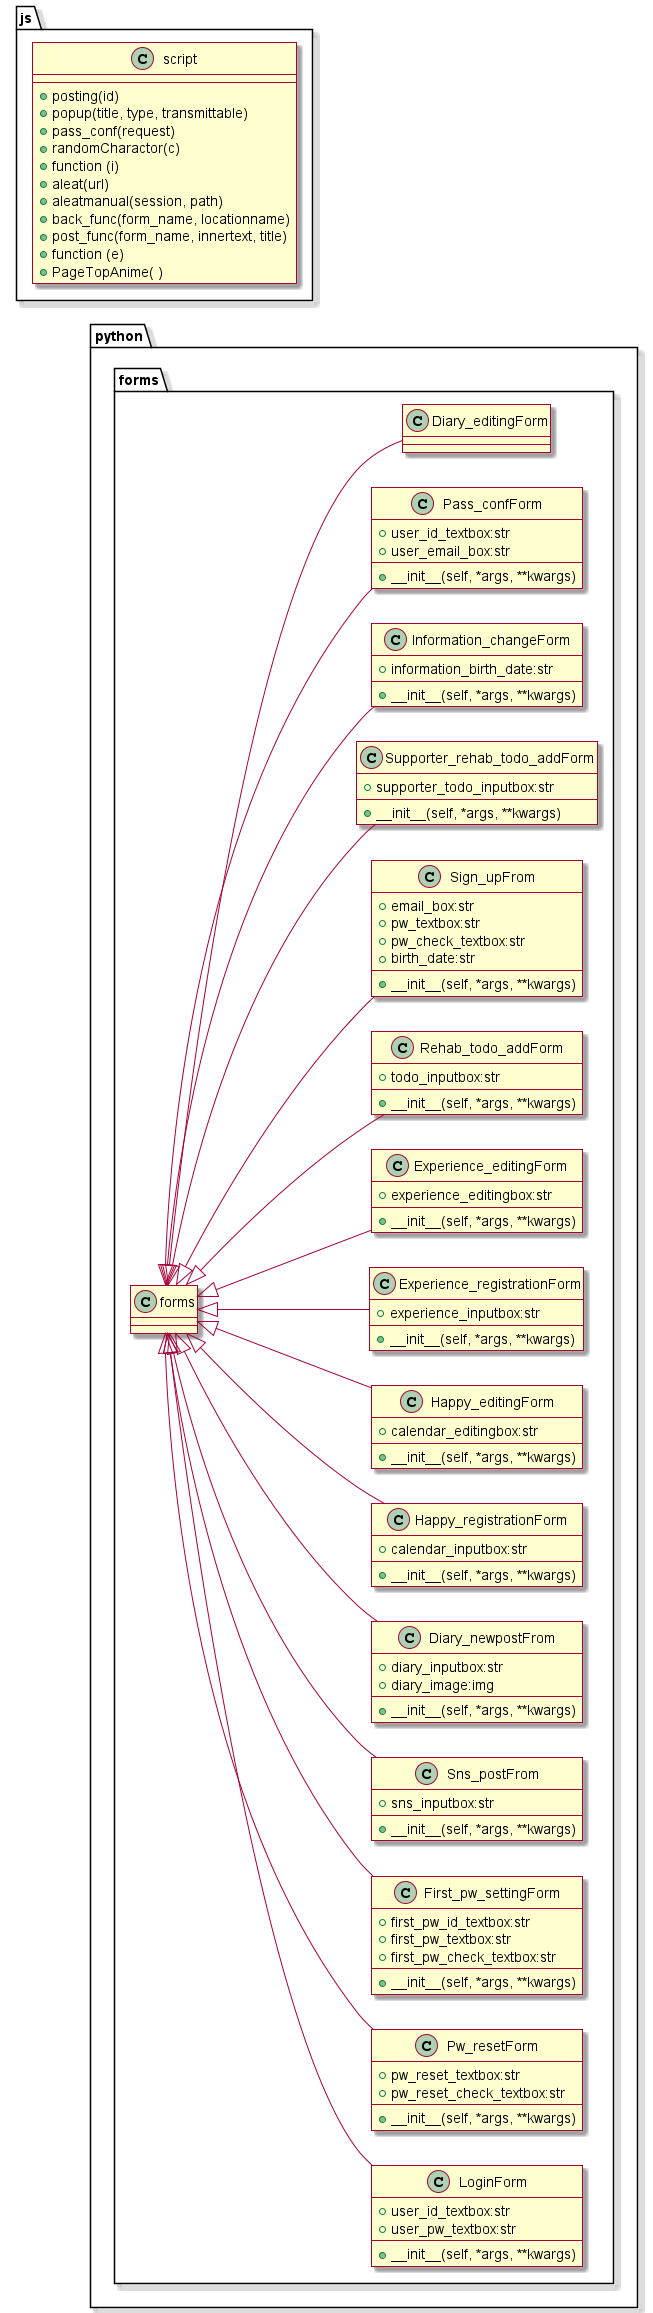 js
C script
posting(id)
popup(title, type, transmittable)
pass_conf(request)
randomCharactor(c)
function (i)
aleat(url)
aleatmanual(session, path)
back_func(form_name, locationname)
post_func(form_name, innertext, title)
function (e)
PageTopAnime( )
python
forms
C Diary_editingForm
C Pass_confForm
user_id_textbox:str
user_email_box:str
__init__(self, *args, **kwargs)
C Information_changeForm
information_birth_date:str
__init__(self, *args, **kwargs)
C Supporter_rehab_todo_addForm
supporter_todo_inputbox:str
__init__(self, *args, **kwargs)
C Sign_upFrom
email_box:str
pw_textbox:str
pw_check_textbox:str
birth_date:str
__init__(self, *args, **kwargs)
C Rehab_todo_addForm
todo_inputbox:str
__init__(self, *args, **kwargs)
C Experience_editingForm
experience_editingbox:str
__init__(self, *args, **kwargs)
C forms
C Experience_registrationForm
experience_inputbox:str
__init__(self, *args, **kwargs)
C Happy_editingForm
calendar_editingbox:str
__init__(self, *args, **kwargs)
C Happy_registrationForm
calendar_inputbox:str
__init__(self, *args, **kwargs)
C Diary_newpostFrom
diary_inputbox:str
diary_image:img
__init__(self, *args, **kwargs)
C Sns_postFrom
sns_inputbox:str
__init__(self, *args, **kwargs)
C First_pw_settingForm
first_pw_id_textbox:str
first_pw_textbox:str
first_pw_check_textbox:str
__init__(self, *args, **kwargs)
C Pw_resetForm
pw_reset_textbox:str
pw_reset_check_textbox:str
__init__(self, *args, **kwargs)
C LoginForm
user_id_textbox:str
user_pw_textbox:str
__init__(self, *args, **kwargs)